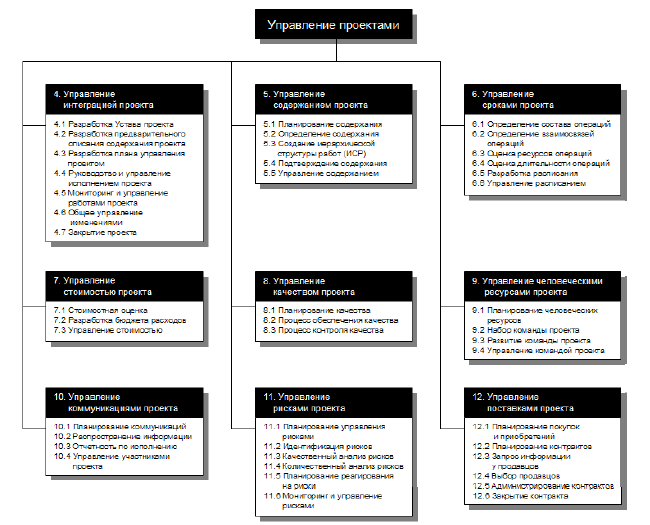 Управление проектами
4. Управление
интеграцией проекта
4.1 Разработка Устава проекта
4.2 Разработка предварительного
описания содержания проекта
4.3 Разработка плана управления
проектом
4.4 Руководство и управление
исполнением проекта
4.5 Мониторинг и управление
работами проекта
4.6 Общее управление
изменениями
4.7 Закрытие проекта
5. Управление
содержанием проекта
5.1 Планирование содержания
5.2 Определение содержания
5.3 Создание иерархической
структуры работ (ИСР)
5.4 Подтверждение содержания
5.5 Управление содержанием
6. Управление
сроками проекта
6.1 Определение состава операций
6.2 Определение взаимосвязей
операций
6.3 Оценка ресурсов операций
6.4 Оценка длительности операций
6.5 Разработка расписания
6.6 Управление расписанием
7. Управление
стоимостью проекта
7.1 Стоимостная оценка
7.2 Разработка бюджета расходов
7.3 Управление стоимостью
8. Управление
качеством проекта
8.1 Планирование качества
8.2 Процесс обеспечения качества
8.3 Процесс контроля качества
9. Управление человеческими
ресурсами проекта
9.1 Планирование человеческих
ресурсов
9.2 Набор команды проекта
9.3 Развитие команды проекта
9.4 Управление командой проекта
10. Управление
коммуникациями проекта
10.1 Планирование коммуникаций
10.2 Распространение информации
10.3 Отчетность по исполнению
10.4 Управление участниками
проекта
11. Управление
рисками проекта
11.1 Планирование управления
рисками
11.2 Идентификация рисков
11.3 Качественный анализ рисков
11.4 Количественный анализ рисков
11.5 Планирование реагирования
на риски
11.6 Мониторинг и управление
рисками
12. Управление
поставками проекта
12.1 Планирование покупок
и приобретений
12.2 Планирование контрактов
12.3 Запрос информации
у продавцов
12.4 Выбор продавцов
12.5 Администрирование контрактов
12.6 Закрытие контракта